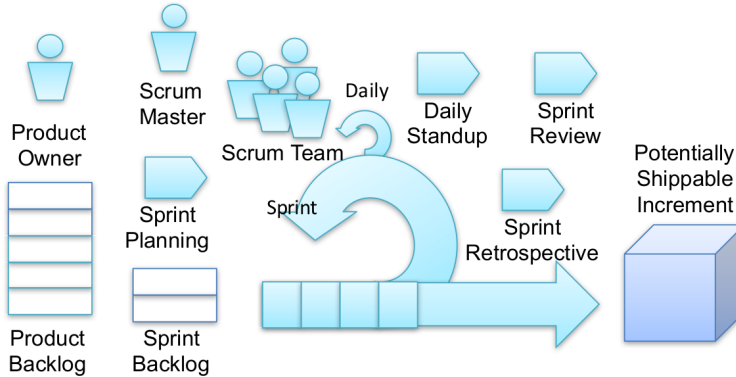 Product
Owner
Scrum
Master
Scrum Team
Daily
Daily
Standup
Sprint
Review
Sprint
Planning
Sprint
Sprint
Retrospective
Potentially
Shippable
Increment
Product
Backlog
Sprint
Backlog